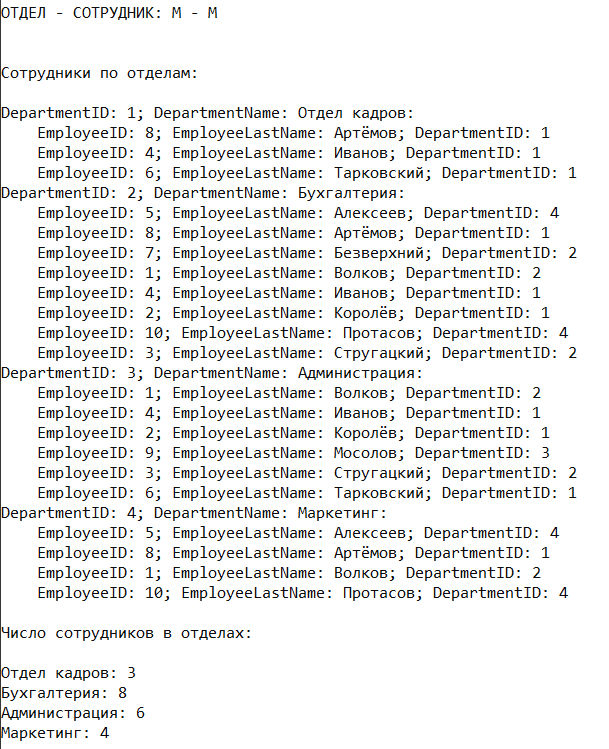 ОТДЕЛ - СОТРУДНИК: М - М
Сотрудники по отделам:
DepartmentID: 1; DepartmentName: Отдел кадров:
EmployeeID: 8; EmployeeLastName: Артёмов; DepartmentID: 1
EmployeeID: 4; EmployeeLastName: Иванов; DepartmentID: 1
EmployeeID: 6; EmployeeLastName: Тарковский; DepartmentID: 1
DepartmentID: 2; DepartmentName: Бухгалтерия:
EmployeeID: 5; EmployeeLastName: Алексеев; DepartmentID: 4
EmployeeID: 8; EmployeeLastName: Артёмов; DepartmentID: 1
EmployeeID: 7; EmployeeLastName: Безверхний; DepartmentID: 2
EmployeeID: 1; EmployeeLastName: Волков; DepartmentID: 2
EmployeeID: 4; EmployeeLastName: Иванов; DepartmentID: 1
EmployeeID: 2; EmployeeLastName: Королёв; DepartmentID: 1
EmployeeID: 10; EmployeeLastName: Протасов; DepartmentID: 4
EmployeeID: 3; EmployeeLastName: Стругацкий; DepartmentID: 2
DepartmentID: 3; DepartmentName: Администрация:
EmployeeID: 1; EmployeeLastName: Волков; DepartmentID: 2
EmployeeID: 4; EmployeeLastName: Иванов; DepartmentID: 1
EmployeeID: 2; EmployeeLastName: Королёв; DepartmentID: 1
EmployeeID: 9; EmployeeLastName: Мосолов; DepartmentID: 3
EmployeeID: 3; EmployeeLastName: Стругацкий; DepartmentID: 2
EmployeeID: 6; EmployeeLastName: Тарковский; DepartmentID: 1
DepartmentID: 4; DepartmentName: Маркетинг:
EmployeeID: 5; EmployeeLastName: Алексеев; DepartmentID: 4
EmployeeID: 8; EmployeeLastName: Артёмов; DepartmentID: 1
EmployeeID: 1; EmployeeLastName: Волков; DepartmentID: 2
EmployeeID: 10; EmployeeLastName: Протасов; DepartmentID: 4
Число сотрудников в отделах:
Отдел кадров: 3
Бухгалтерия: 8
Администрация: 6
Маркетинг: 4